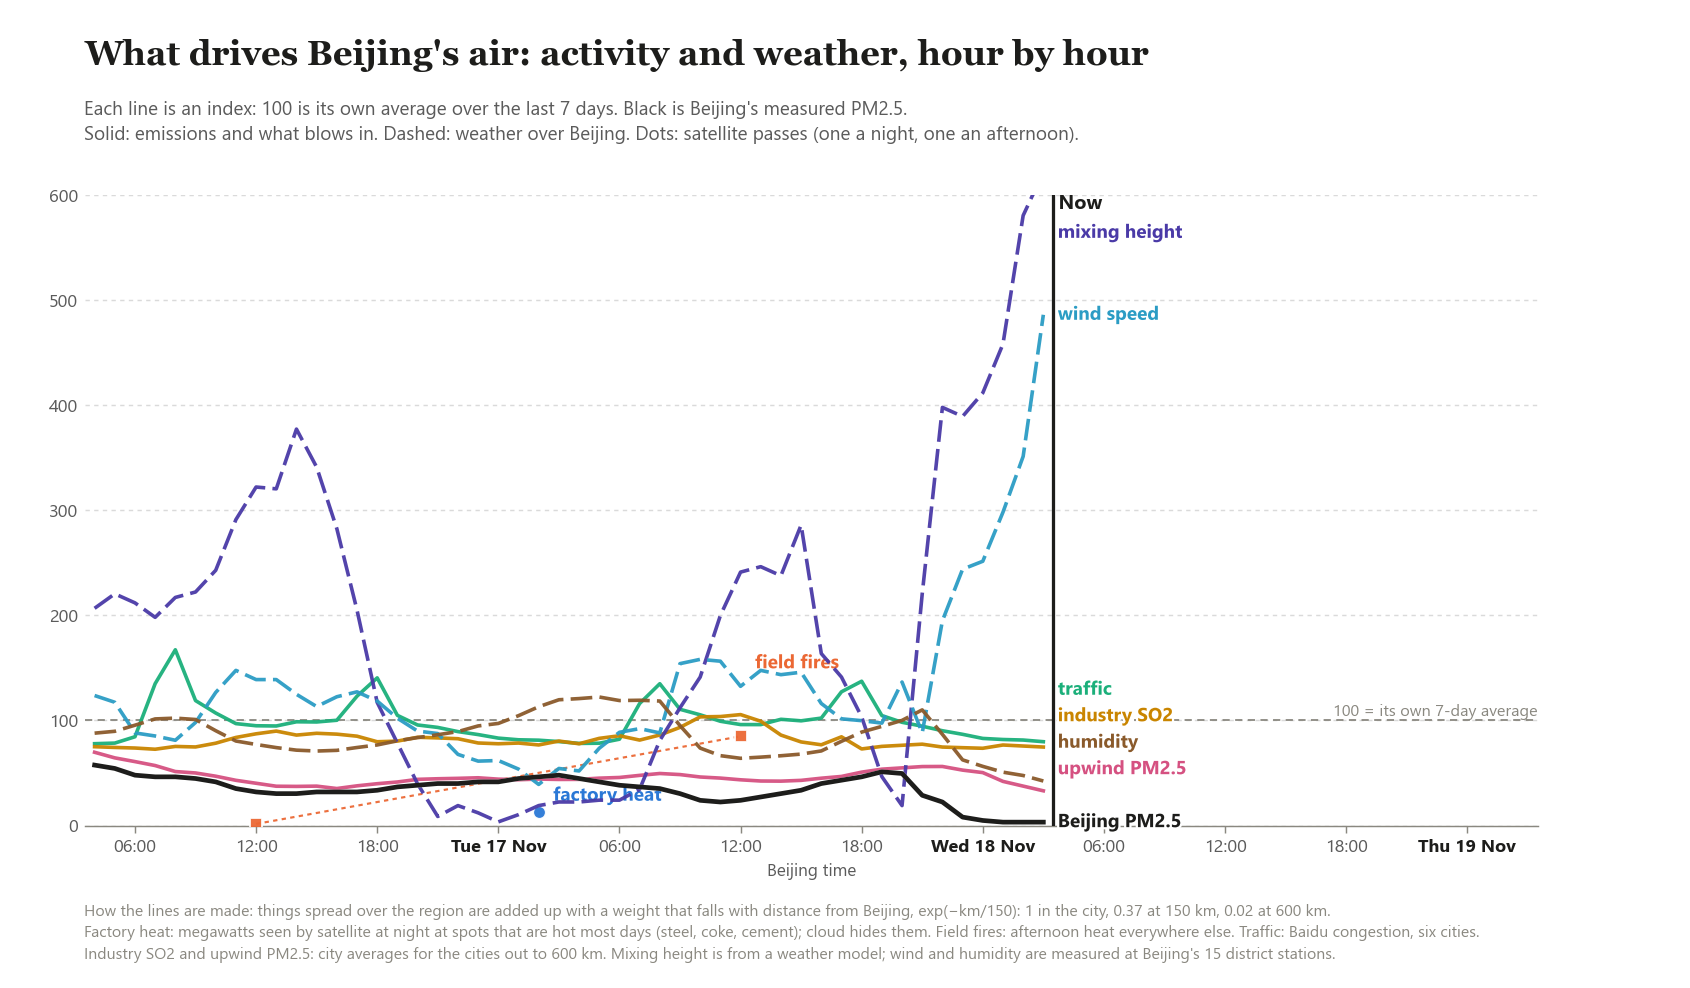 What drives Beijing's air: activity and weather, hour by hour
Each line is an index: 100 is its own average over the last 7 days. Black is Beijing's measured PM2.5.
Solid: emissions and what blows in. Dashed: weather over Beijing. Dots: satellite passes (one a night, one an afternoon).
600
Now
mixing height
500
wind speed
400
300
200
field fires
traffic
100 = its own 7-day average
industry SO2
100
humidity
upwind PM2.5
factory heat
Beijing PM2.5
0
06:00 12:00 18:00 Tue 17 Nov 06:00 12:00 18:00 Wed 18 Nov 06:00 12:00 18:00 Thu 19 Nov
Beijing time
How the lines are made: things spread over the region are added up with a weight that falls with distance from Beijing, exp(−km/150): 1 in the city, 0.37 at 150 km, 0.02 at 600 km.
Factory heat: megawatts seen by satellite at night at spots that are hot most days (steel, coke, cement); cloud hides them. Field fires: afternoon heat everywhere else. Traffic: Baidu congestion, six cities.
Industry SO2 and upwind PM2.5: city averages for the cities out to 600 km. Mixing height is from a weather model; wind and humidity are measured at Beijing's 15 district stations.